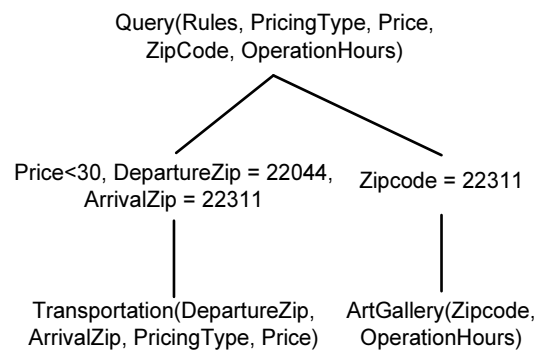 Query(Rules, PricingType, Price,
ZipCode, OperationHours)
Price<30, DepartureZip = 22044,
ArrivalZip = 22311
Zipcode = 22311
Transportation(DepartureZip,
ArrivalZip, PricingType, Price)
ArtGallery(Zipcode,
OperationHours)